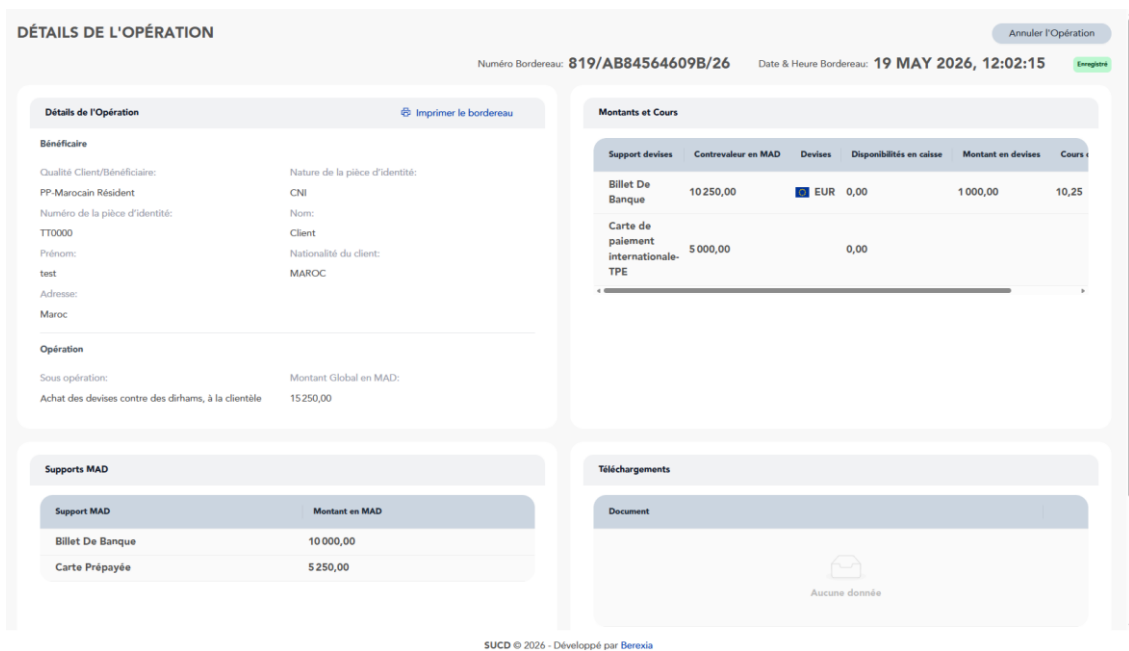 DÉTAILS DE L'OPÉRATION
Annuler l'Opération
Numéro Bordereau: 819/AB84564609B/26 Date & Heure Bordereau: 19 MAY 2026, 12:02:15 Enregistré
Détails de l'Opération Imprimer le bordereau
Bénéficaire
Qualité Client/Bénéficiaire: Nature de la pièce d'identité:
PP-Marocain Résident CNI
Numéro de la pièce d'identité: Nom:
TT0000 Client
Prénom: Nationalité du client:
test MAROC
Adresse:
Maroc
Opération
Sous opération: Montant Global en MAD:
Achat des devises contre des dirhams, à la clientèle 15 250,00
Montants et Cours
Support devises Contrevaleur en MAD Devises Disponibilités en caisse Montant en devises Cours
Billet De
Banque
10 250,00 EUR 0,00 1 000,00 10,25
Carte de
paiement
internationale-
TPE
5 000,00 0,00
Supports MAD
Support MAD Montant en MAD
Billet De Banque 10 000,00
Carte Prépayée 5 250,00
Téléchargements
Document
Aucune donnée
SUCD © 2026 - Développé par Berexia